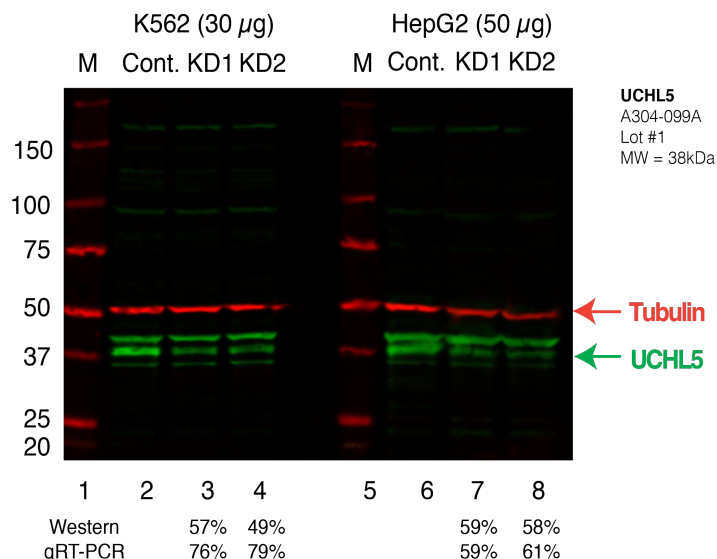 K562 (30 µg) HepG2 (50 µg)
M Cont. KD1 KD2 M Cont. KD1 KD2
UCHL5
A304-099A
Lot #1
MW = 38kDa
150
100
75
50 Tubulin
37 UCHL5
25
20
1 2 3 4 5 6 7 8
Western 57% 49% 59% 58%
qRT-PCR 76% 79% 59% 61%